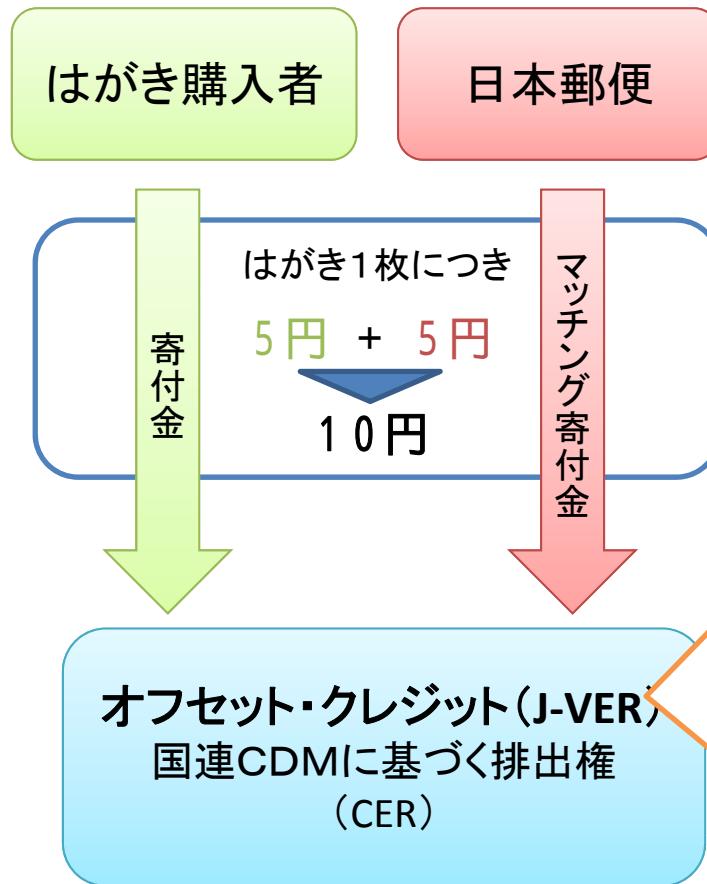 はがき購入者
日本郵便
はがき１枚につき
５円 + ５円
１０円
寄付金
マッチング寄付金
オフセット・クレジット（J-VER）
国連CDMに基づく排出権
（CER）